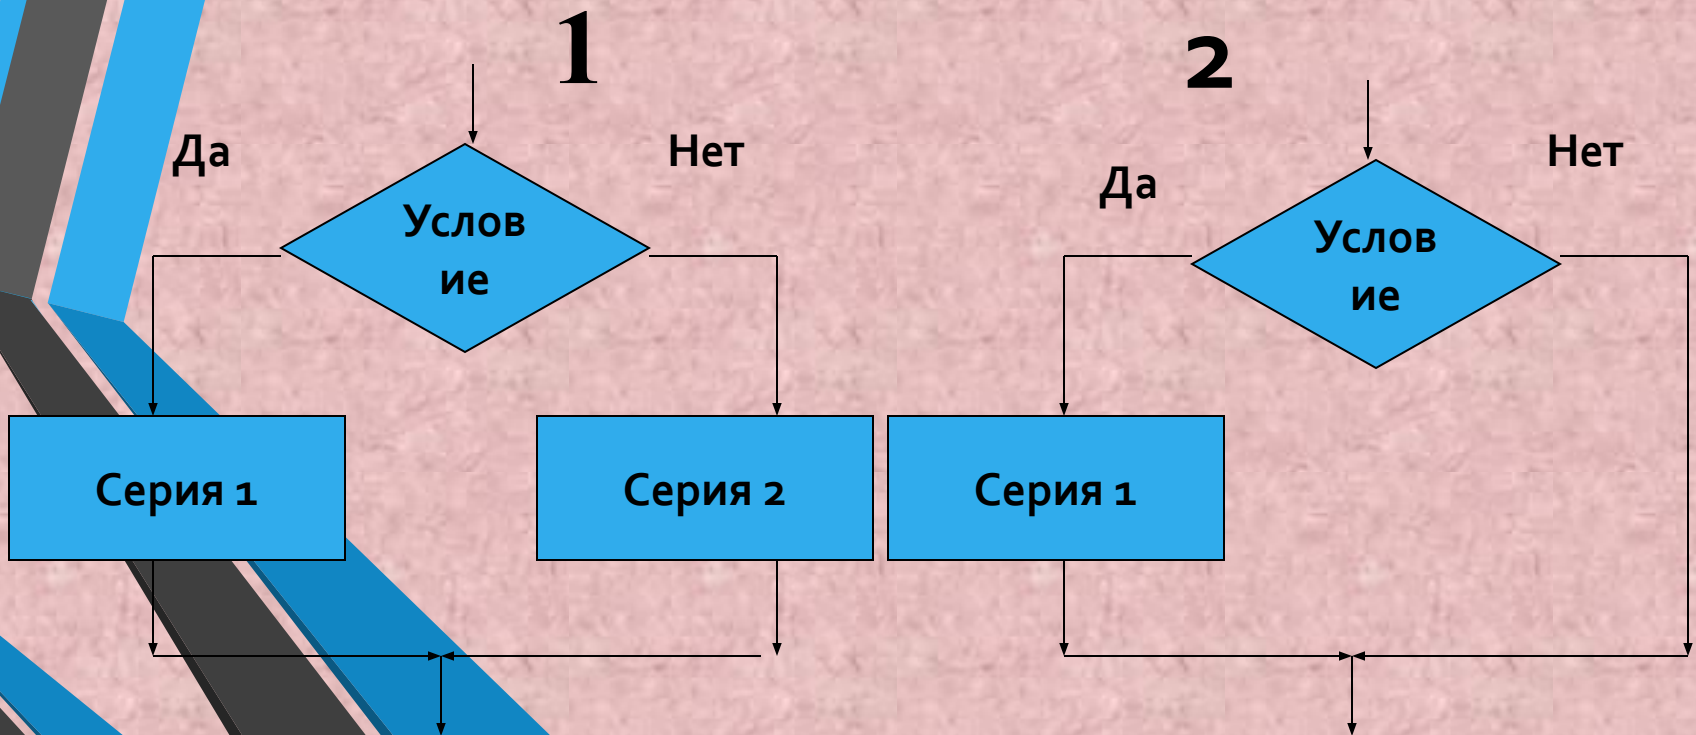 1
Да
Нет
Услов
ие
Серия 1
Серия 2
2
Да
Нет
Услов
ие
Серия 1